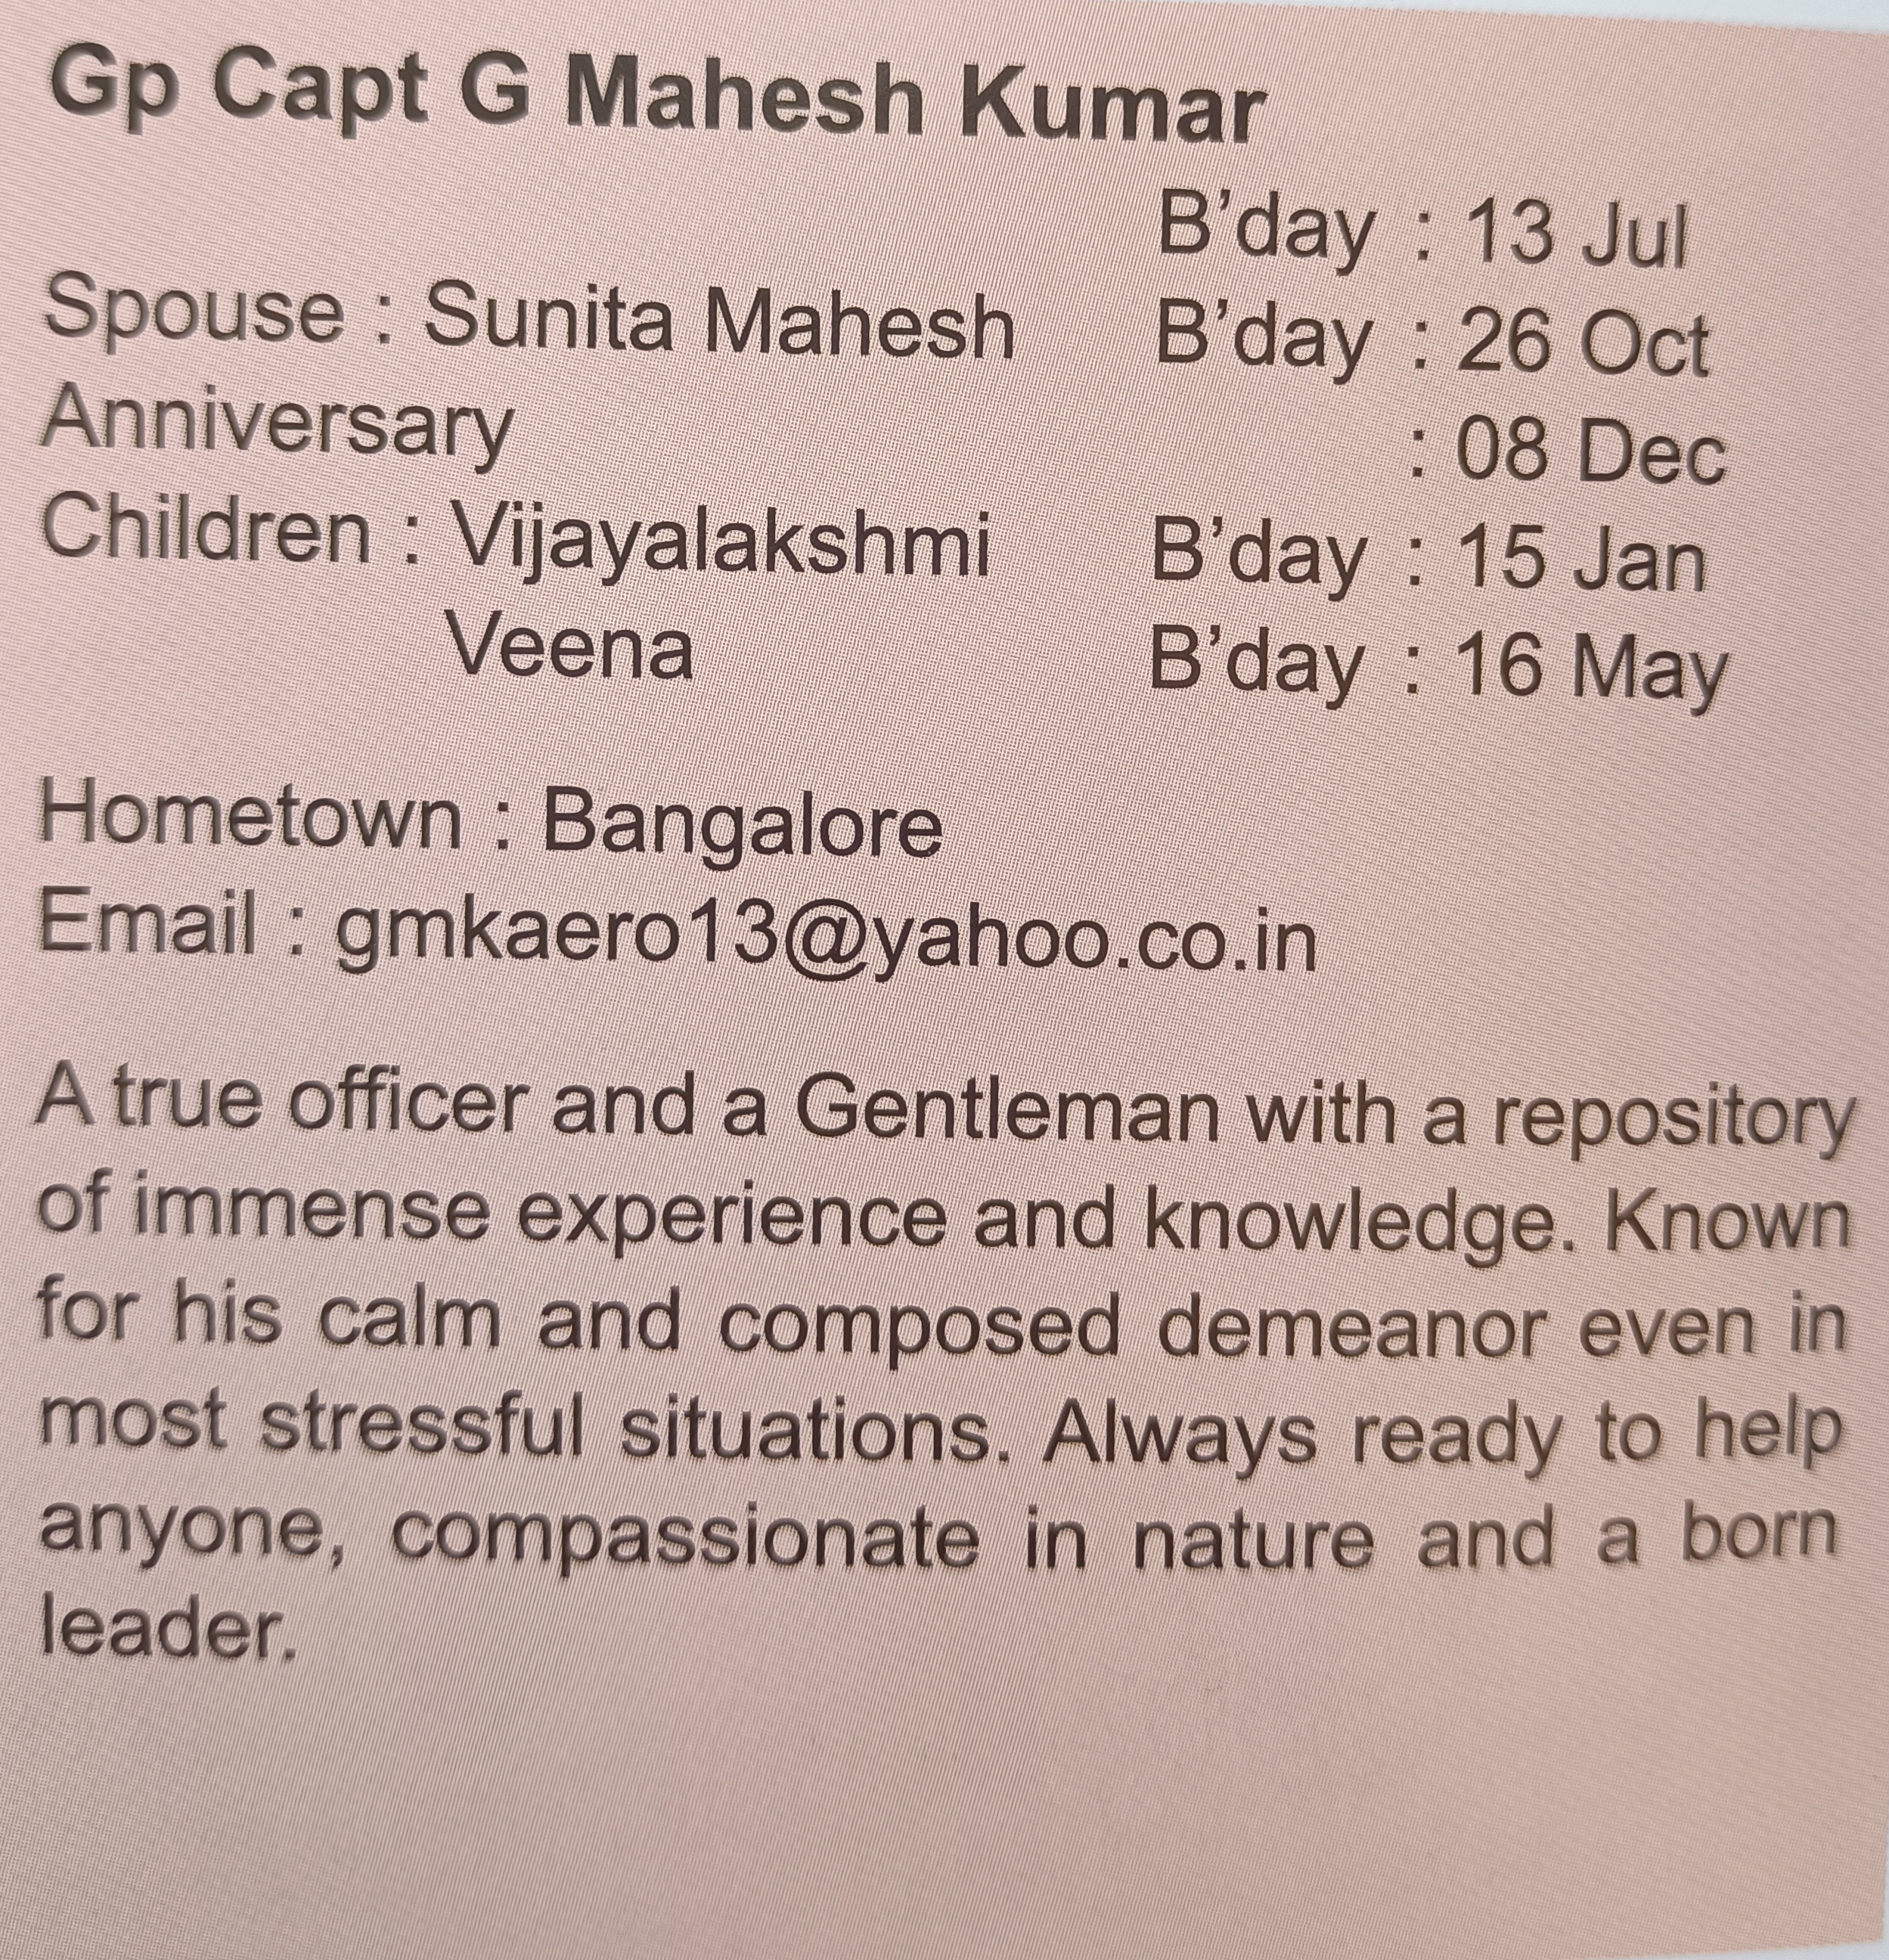 Gp Capt G Mahesh Kumar
B’day : 13 Jul
Spouse : Sunita Mahesh B’day : 26 Oct
Anniversary : 08 Dec
Children : Vijayalakshmi B’day : 15 Jan
Veena B’day : 16 May
Hometown : Bangalore
Email : gmkaero13@yahoo.co.in
A true officer and a Gentleman with a repository
of immense experience and knowledge. Known
for his calm and composed demeanor even in
most stressful situations. Always ready to help
anyone, compassionate in nature and a born
leader.